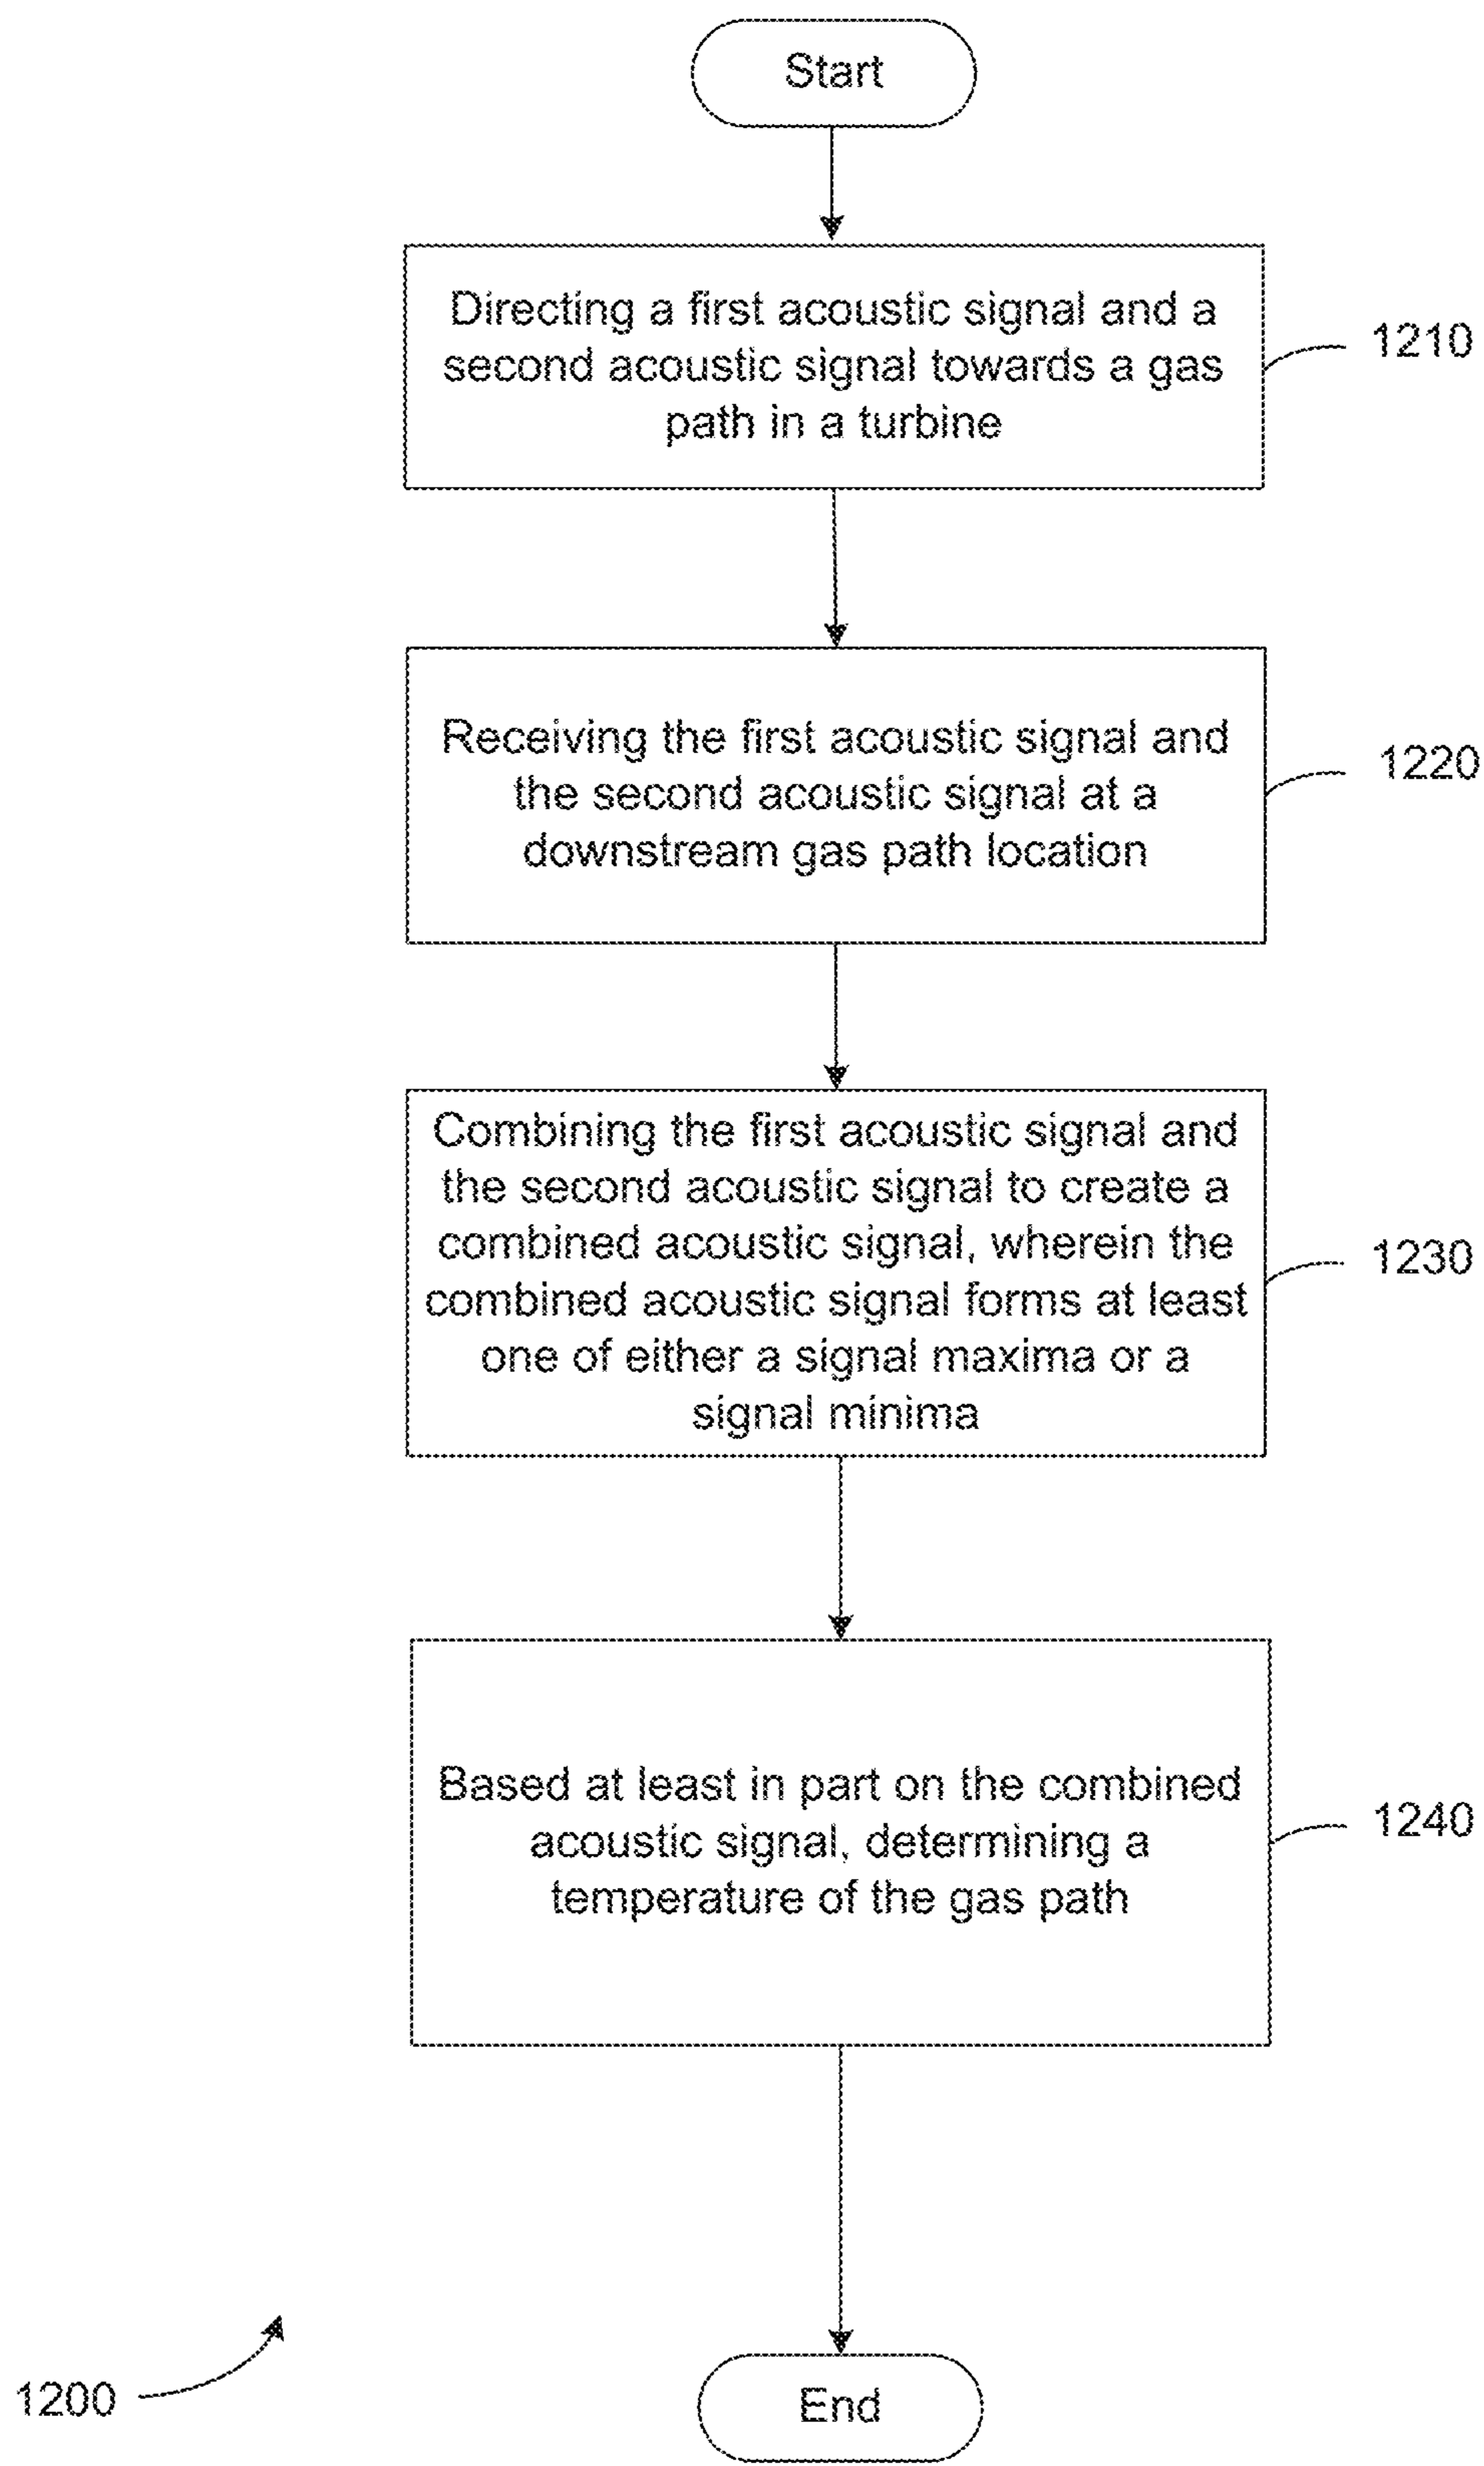 Start
Directing a first acoustic signal and a
second acoustic signal towards a gas
path in a turbine
1210
Receiving the first acoustic signal and
the second acoustic signal at a
downstream gas path location
1220
Combining the first acoustic signal and
the second acoustic signal to create a
combined acoustic signal, wherein the
combined acoustic signal forms at least
one of either a signal maxima or a
signal minima
1230
Based at least in part on the combined
acoustic signal, determining a
temperature of the gas path
1240
1200
End